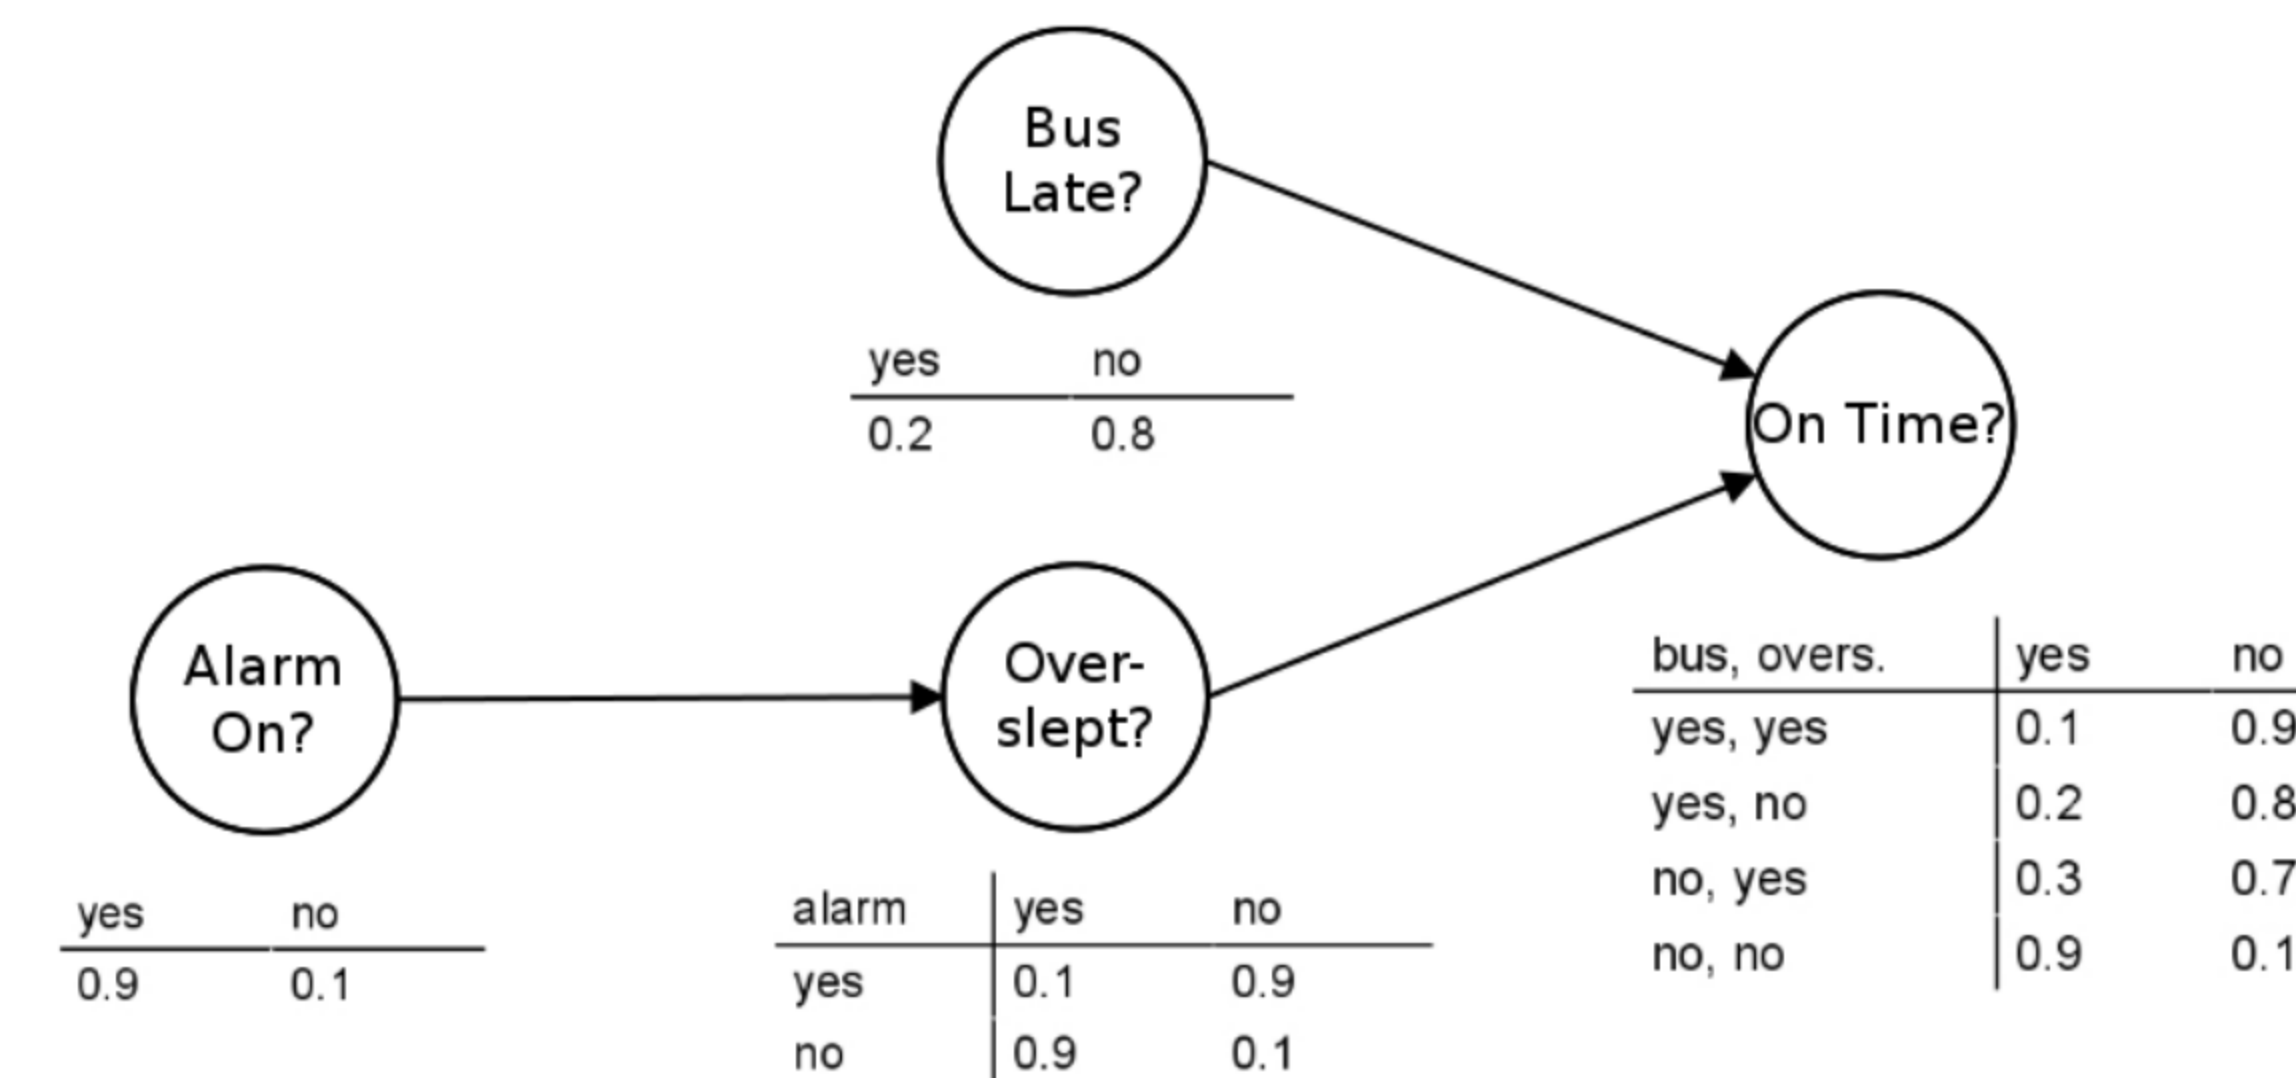 Bus
Late?
yes no
0.2 0.8
On Time?
Alarm
On?
yes no
0.9 0.1
Over-
slept?
alarm yes no
yes 0.1 0.9
no 0.9 0.1
bus, overs. yes no
yes, yes 0.1 0.9
yes, no 0.2 0.8
no, yes 0.3 0.7
no, no 0.9 0.1